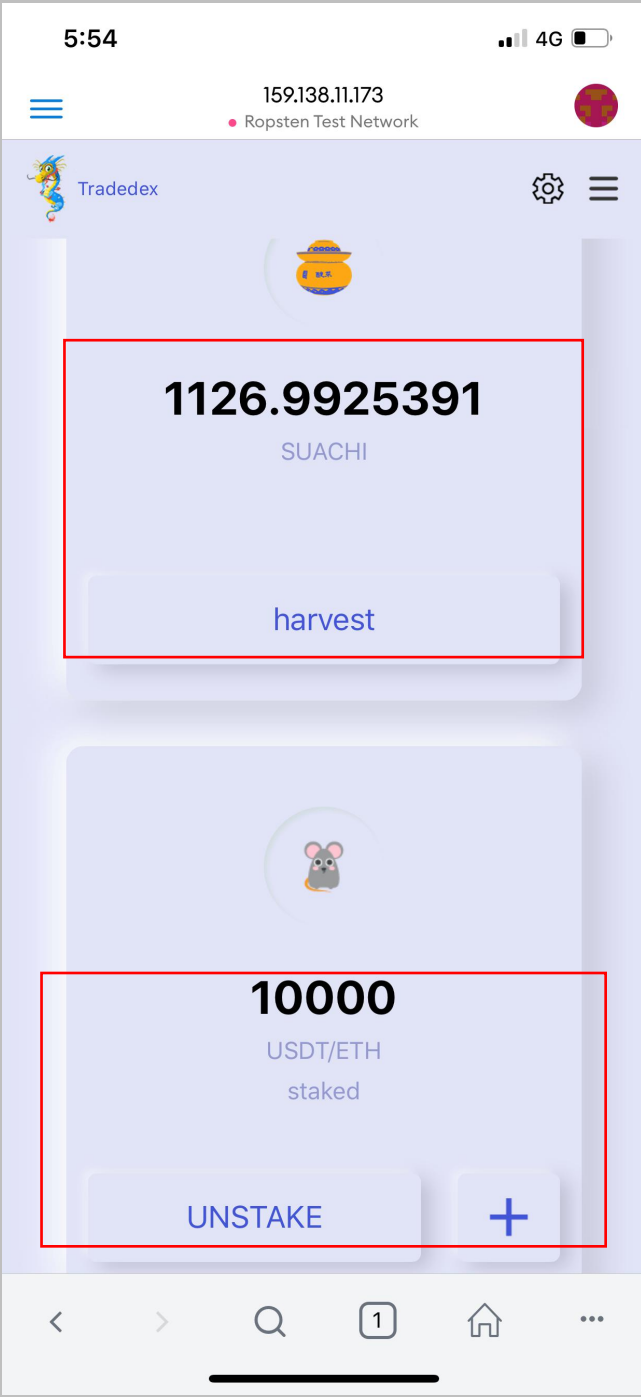 5:54
4G
159.138.11.173
Ropsten Test Network
Tradedex
1126.9925391
SUACHI
harvest
10000
USDT/ETH
staked
UNSTAKE
+
1